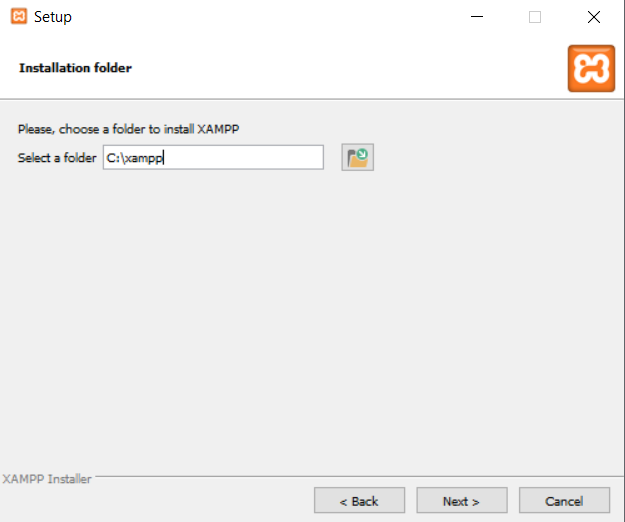 Setup
Installation folder
Please, choose a folder to install XAMPP
Select a folder C:\xampp
XAMPP Installer
< Back Next > Cancel